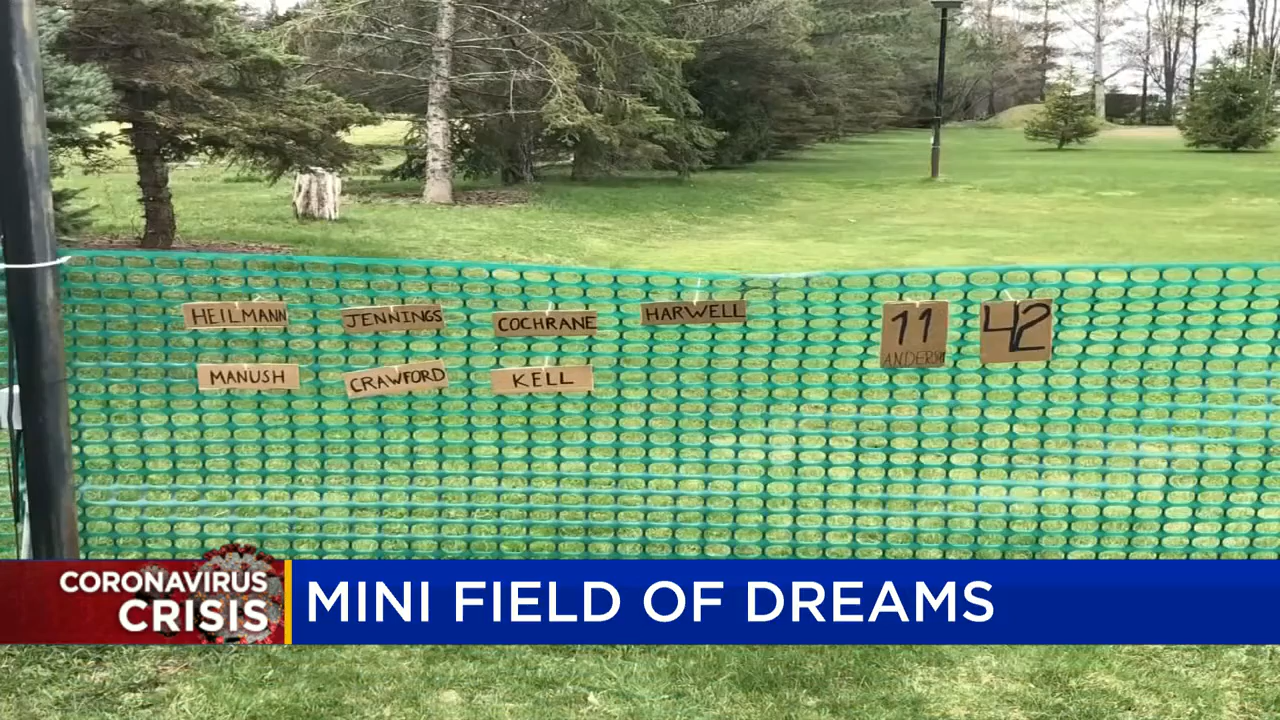 HEILMANN
JENNINGS
COCHRANE
HARWELL
11
42
MANUSH
CRAWFORD
KELL
CORONAVIRUS
CRISIS
MINI FIELD OF DREAMS